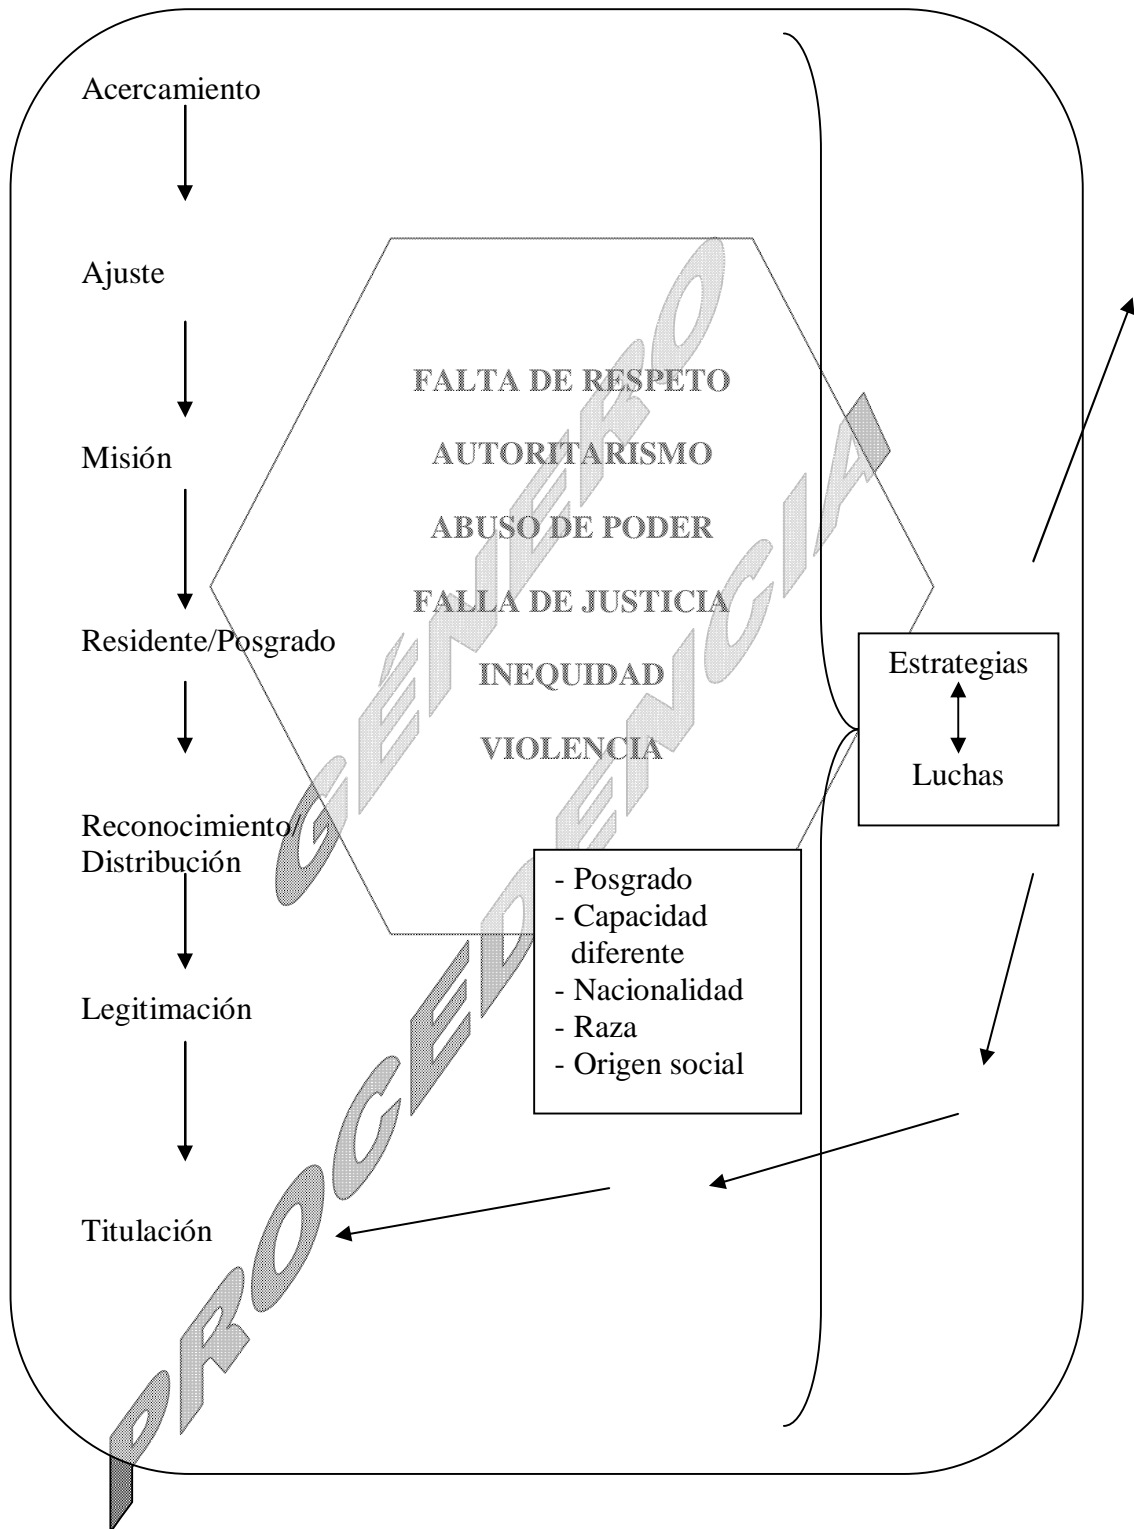 Acercamiento
Ajuste
Misión
Residente/Posgrado
Reconocimiento/
Distribución
Legitimación
Titulación
FALTA DE RESPETO
AUTORITARISMO
ABUSO DE PODER
FALLA DE JUSTICIA
INEQUIDAD
VIOLENCIA
GÉNERO
PROCEDENCIA
- Posgrado
- Capacidad
diferente
- Nacionalidad
- Raza
- Origen social
Estrategias
Luchas